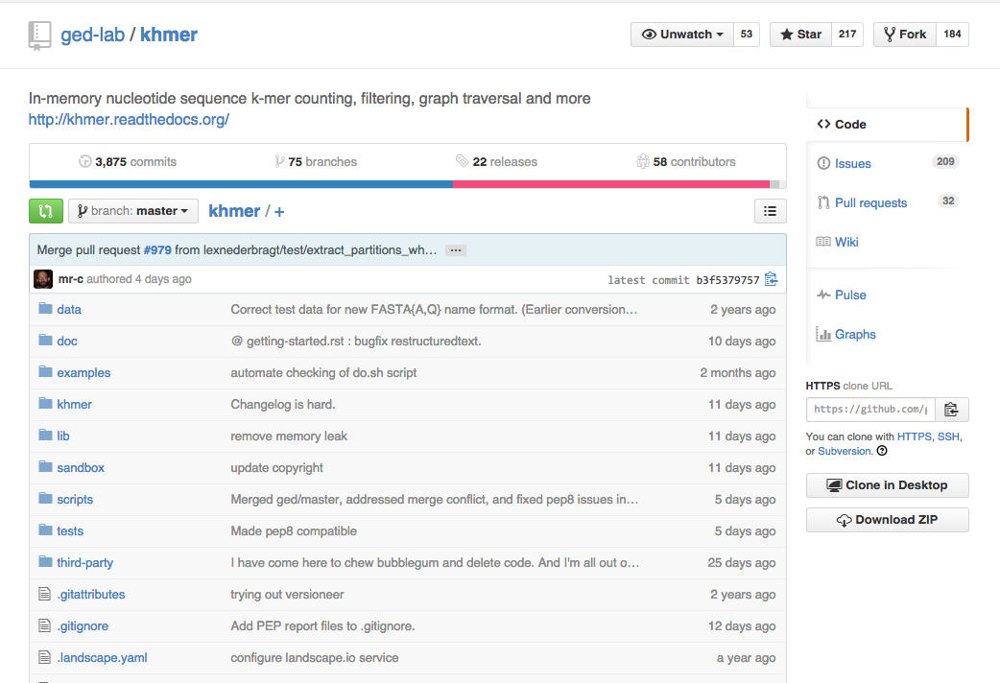 ged-lab / khmer
Unwatch 53
Star 217
Fork 184
In-memory nucleotide sequence k-mer counting, filtering, graph traversal and more
http://khmer.readthedocs.org/
3,875 commits
75 branches
22 releases
58 contributors
branch: master
khmer / +
Merge pull request #979 from lexnederbragt/test/extract_partitions_wh… …
mr-c authored 4 days ago
latest commit b3f5379757
data Correct test data for new FASTA{A,Q} name format. (Earlier conversion… 2 years ago
doc @ getting-started.rst : bugfix restructuredtext. 10 days ago
examples automate checking of do.sh script 2 months ago
khmer Changelog is hard. 11 days ago
lib remove memory leak 11 days ago
sandbox update copyright 11 days ago
scripts Merged ged/master, addressed merge conflict, and fixed pep8 issues in… 5 days ago
tests Made pep8 compatible 5 days ago
third-party I have come here to chew bubblegum and delete code. And I'm all out o… 25 days ago
.gitattributes trying out versioneer 2 years ago
.gitignore Add PEP report files to .gitignore. 12 days ago
.landscape.yaml configure landscape.io service a year ago
Code
Issues 209
Pull requests 32
Wiki
Pulse
Graphs
HTTPS clone URL
https://github.com/g
You can clone with HTTPS, SSH,
or Subversion.
Clone in Desktop
Download ZIP